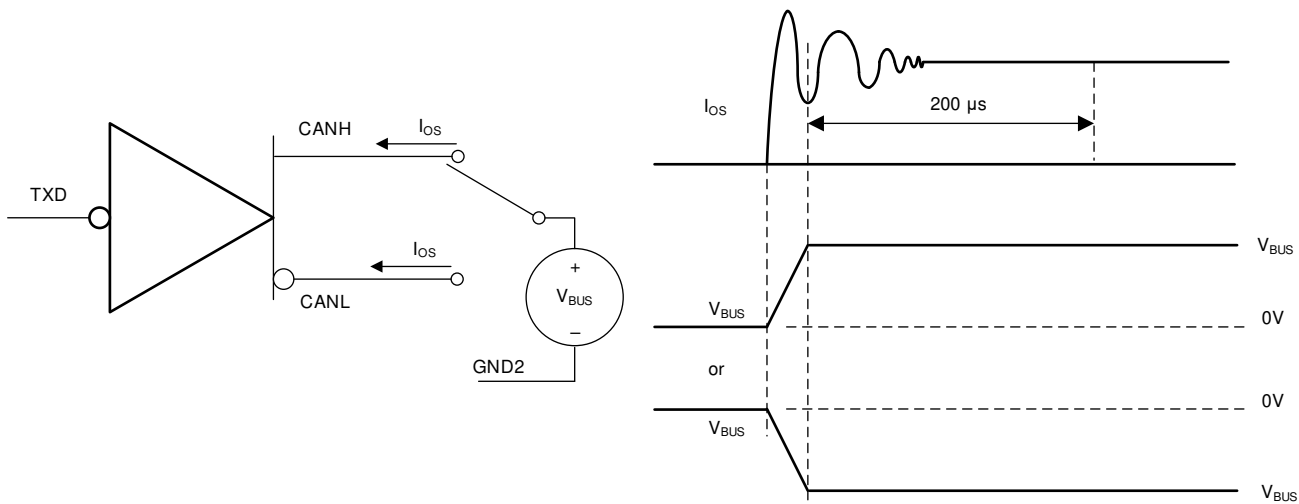 CANH
I_OS
TXD
I_OS
CANL
+
V_BUS
–
GND2
I_OS
200 µs
V_BUS
V_BUS
0V
or
0V
V_BUS
V_BUS